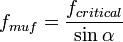 f_{muf} = \frac{f_{critical}}{\sin \alpha}